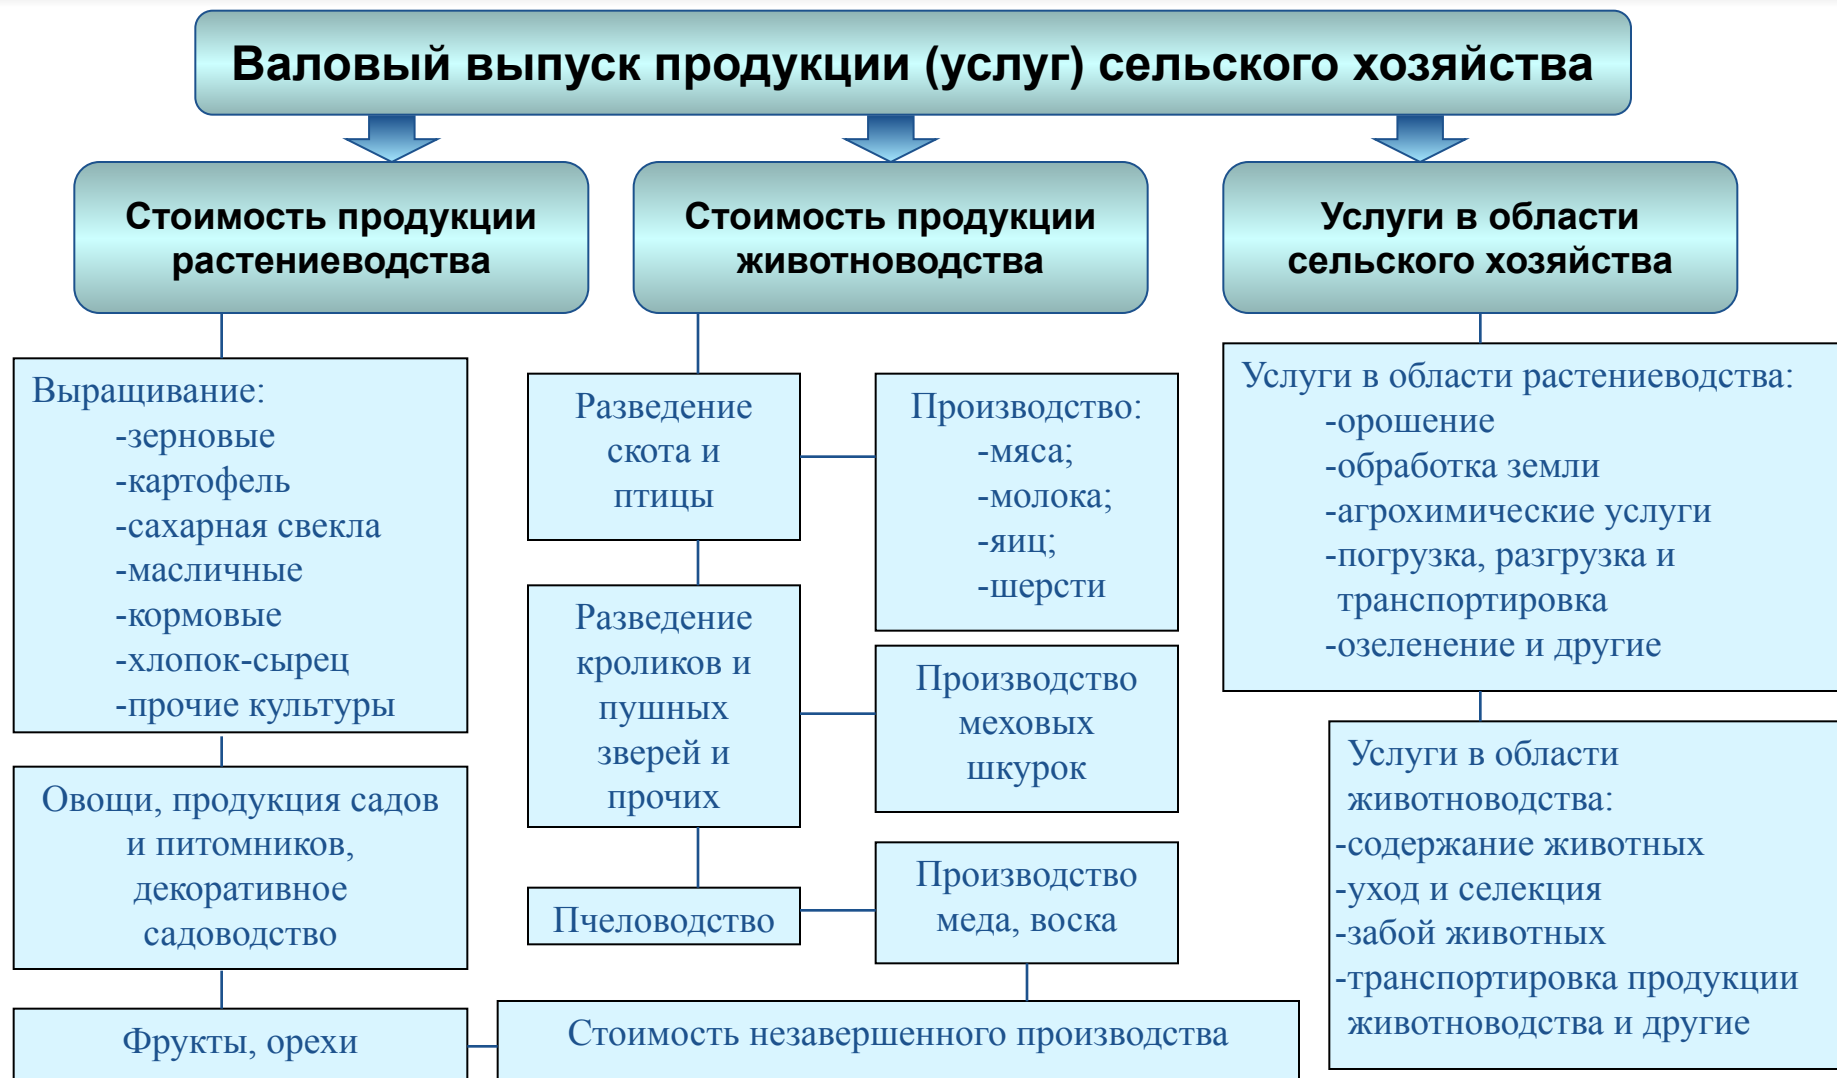 Валовый выпуск продукции (услуг) сельского хозяйства
Стоимость продукции
растениеводства
Выращивание:
-зерновые
-картофель
-сахарная свекла
-масличные
-кормовые
-хлопок-сырец
-прочие культуры
Овощи, продукция садов
и питомников,
декоративное
садоводство
Фрукты, орехи
Стоимость продукции
животноводства
Разведение
скота и
птицы
Производство:
-мяса;
-молока;
-яиц;
-шерсти
Разведение
кроликов и
пушных
зверей и
прочих
Производство
меховых
шкурок
Пчеловодство
Производство
меда, воска
Стоимость незавершенного производства
Услуги в области
сельского хозяйства
Услуги в области растениеводства:
-орошение
-обработка земли
-агрохимические услуги
-погрузка, разгрузка и
транспортировка
-озеленение и другие
Услуги в области
животноводства:
-содержание животных
-уход и селекция
-забой животных
-транспортировка продукции
животноводства и другие